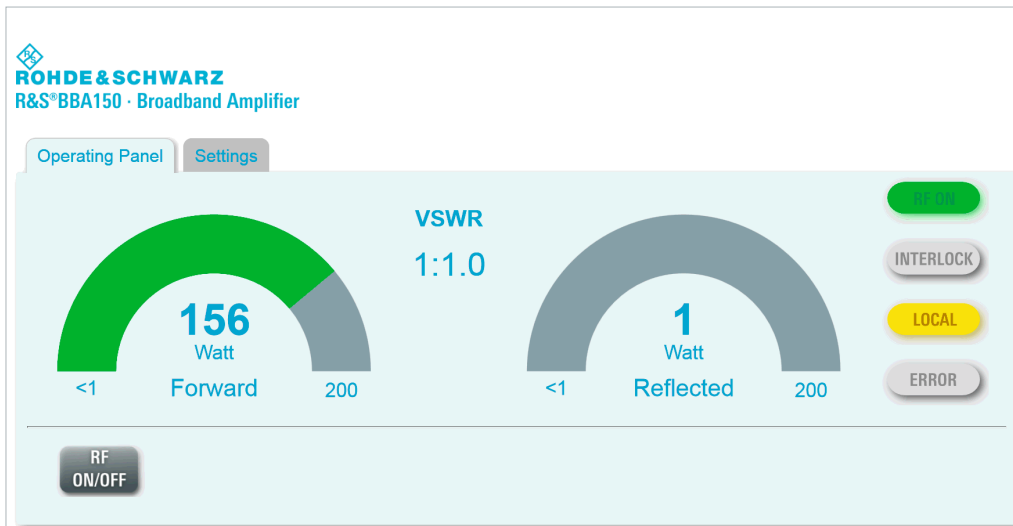 R&S
ROHDE&SCHWARZ
R&S®BBA150 · Broadband Amplifier
Operating Panel
Settings
VSWR
1:1.0
156
Watt
Forward
<1
200
1
Watt
Reflected
<1
200
RF ON
INTERLOCK
LOCAL
ERROR
RF
ON/OFF